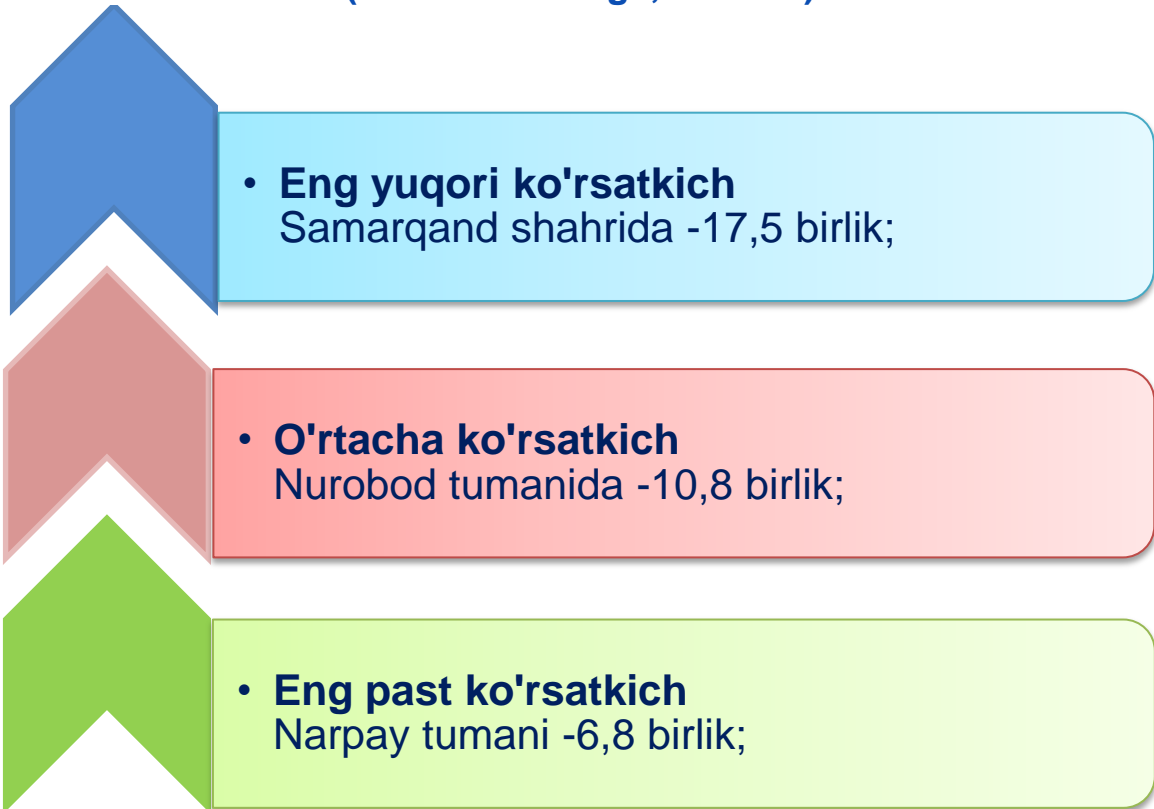 • Eng yuqori ko'rsatkich
Samarqand shahrida -17,5 birlik;
• O'rtacha ko'rsatkich
Nurobod tumanida -10,8 birlik;
• Eng past ko'rsatkich
Narpay tumani -6,8 birlik;